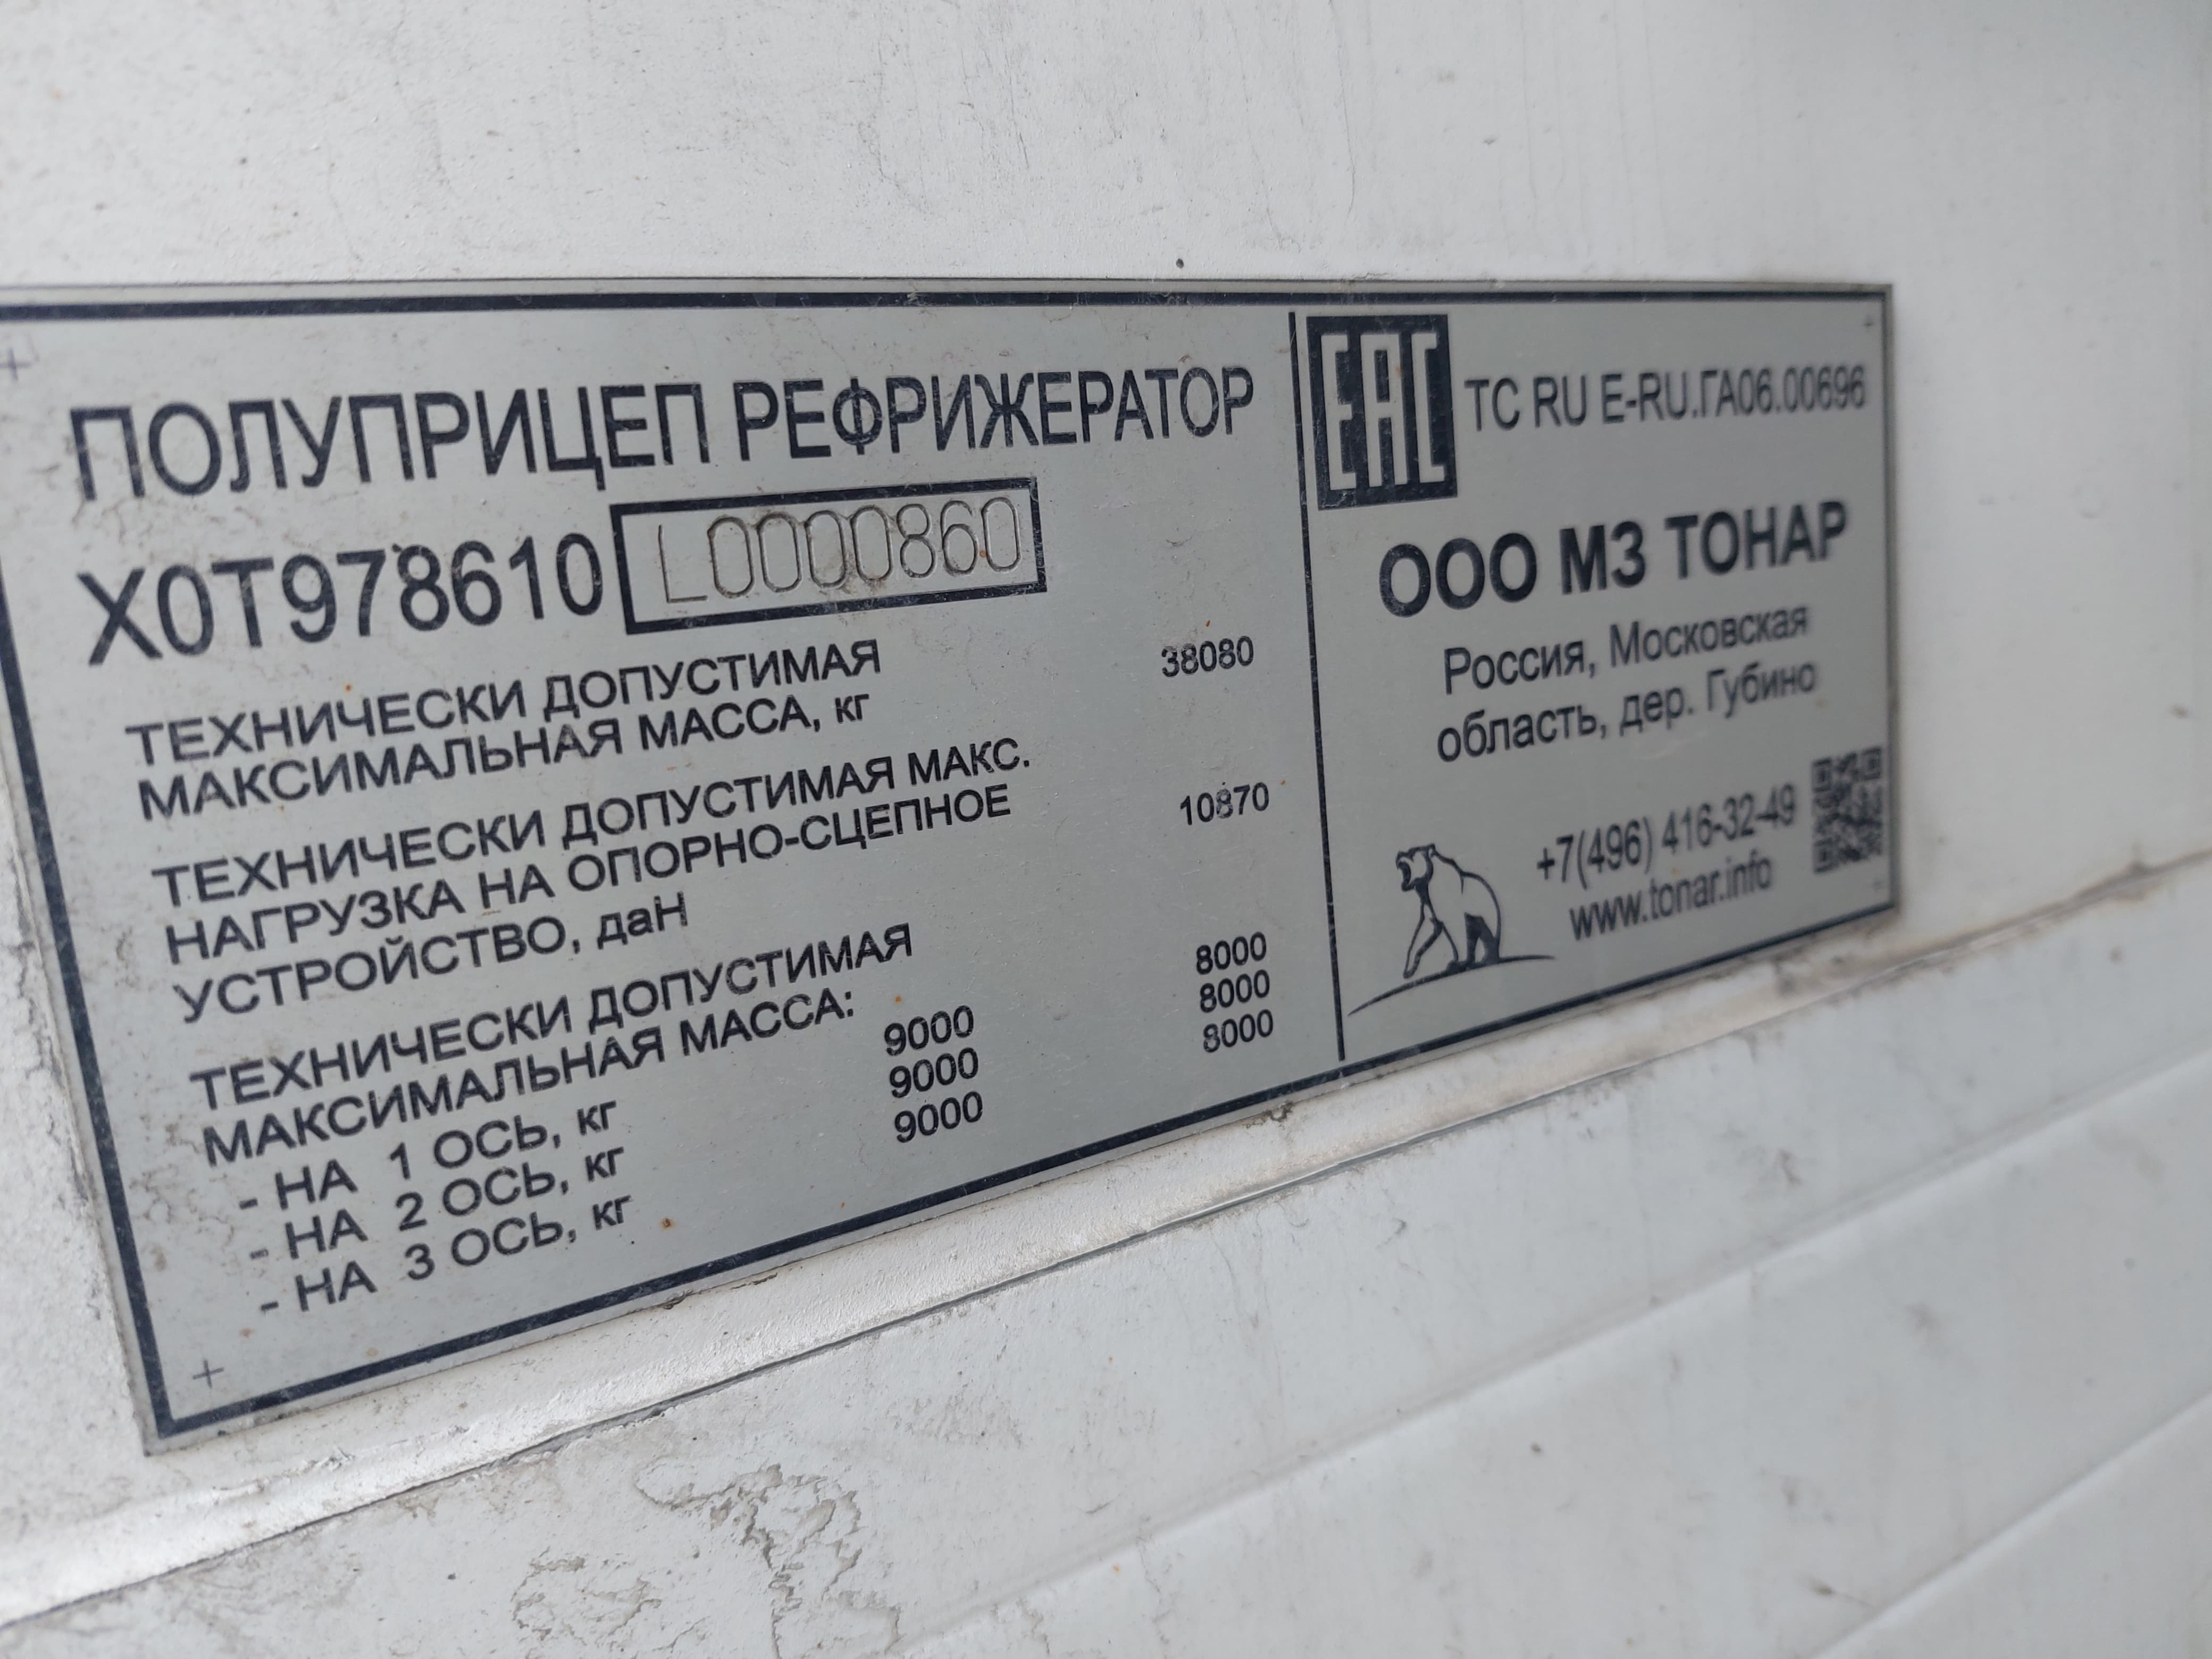 ПОЛУПРИЦЕП РЕФРИЖЕРАТОР
X0T978610 L0000860
ТЕХНИЧЕСКИ ДОПУСТИМАЯ 38080
МАКСИМАЛЬНАЯ МАССА, кг
ТЕХНИЧЕСКИ ДОПУСТИМАЯ МАКС. 10870
НАГРУЗКА НА ОПОРНО-СЦЕПНОЕ
УСТРОЙСТВО, даН
ТЕХНИЧЕСКИ ДОПУСТИМАЯ
МАКСИМАЛЬНАЯ МАССА:
- НА 1 ОСЬ, кг 9000 8000
- НА 2 ОСЬ, кг 9000 8000
- НА 3 ОСЬ, кг 9000 8000
EAC ТС RU E-RU.ГА06.00696
ООО МЗ ТОНАР
Россия, Московская
область, дер. Губино
+7(496) 416-32-49
www.tonar.info